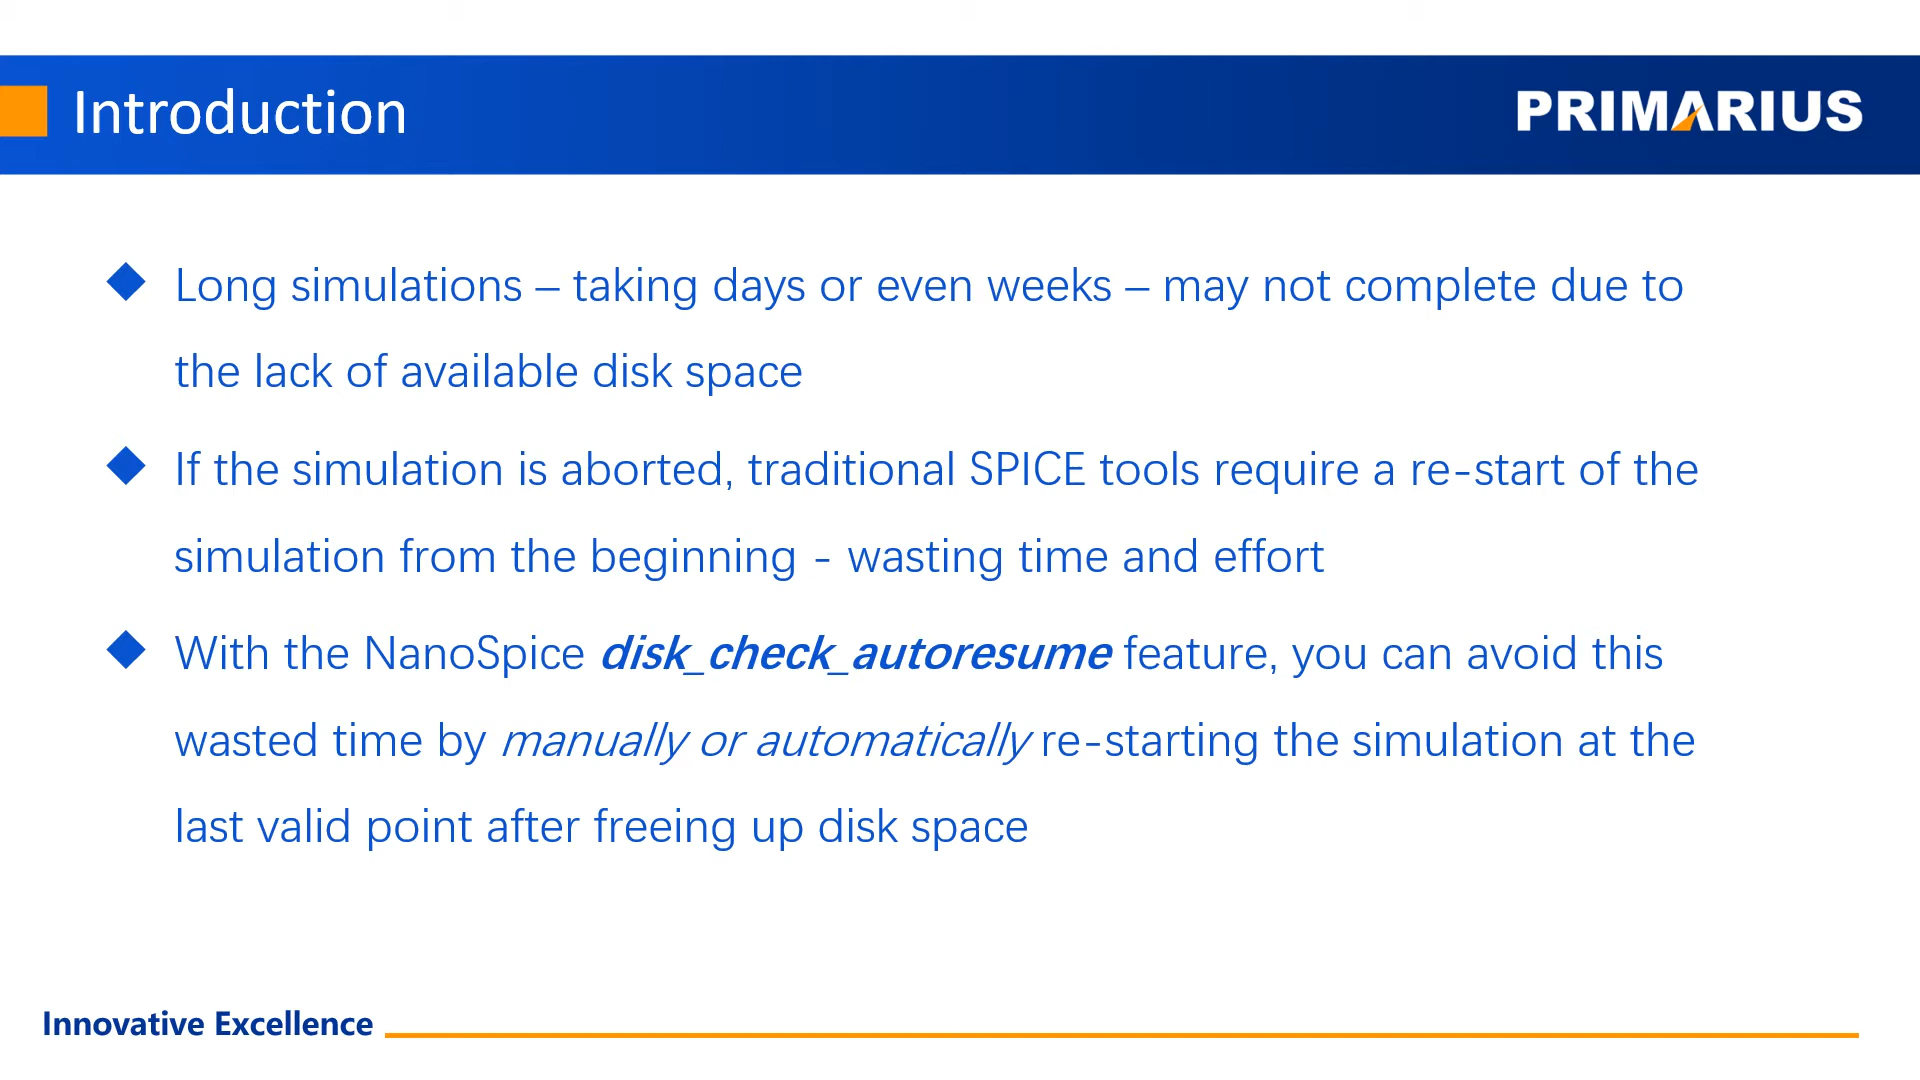 Introduction
PRIMARIUS
Long simulations – taking days or even weeks – may not complete due to
the lack of available disk space
If the simulation is aborted, traditional SPICE tools require a re-start of the
simulation from the beginning - wasting time and effort
With the NanoSpice disk_check_autoresume feature, you can avoid this
wasted time by manually or automatically re-starting the simulation at the
last valid point after freeing up disk space
Innovative Excellence